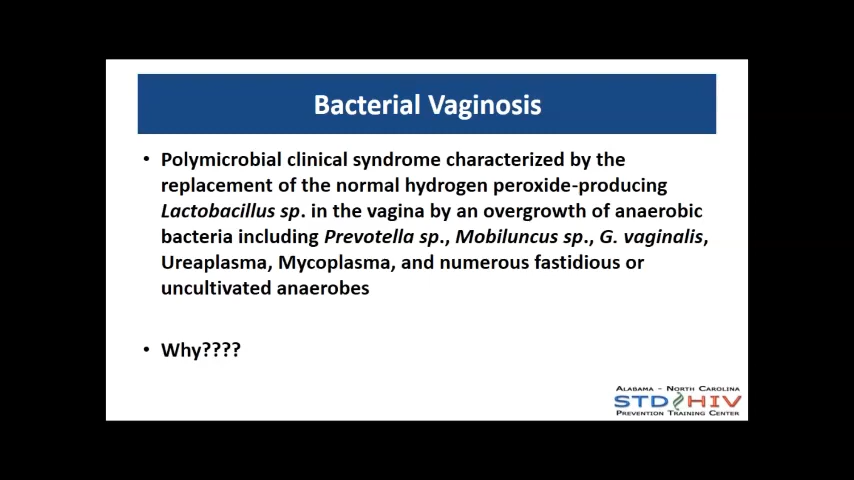 Bacterial Vaginosis
• Polymicrobial clinical syndrome characterized by the
replacement of the normal hydrogen peroxide-producing
Lactobacillus sp. in the vagina by an overgrowth of anaerobic
bacteria including Prevotella sp., Mobiluncus sp., G. vaginalis,
Ureaplasma, Mycoplasma, and numerous fastidious or
uncultivated anaerobes
• Why????
Alabama - North Carolina
STD HIV
Prevention Training Center